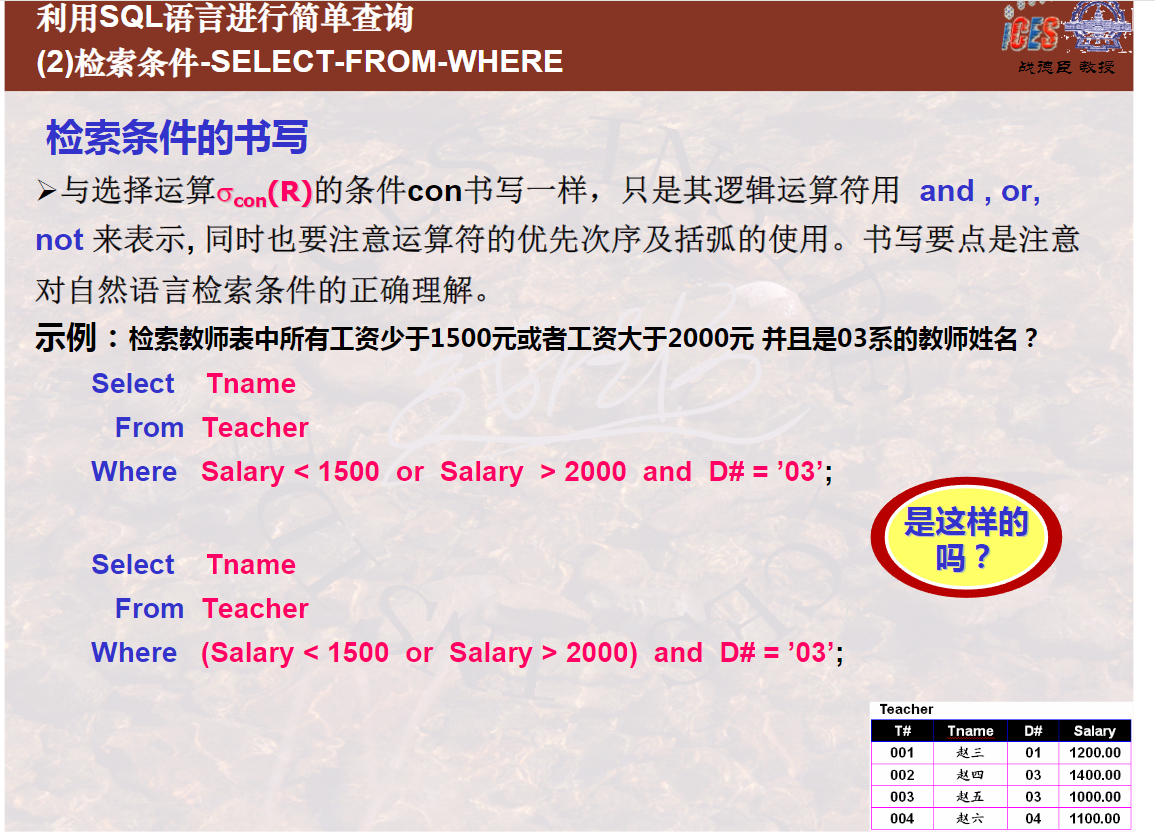 利用SQL语言进行简单查询
(2)检索条件-SELECT-FROM-WHERE
iCES
战德臣 教授
检索条件的书写
➢与选择运算σcon(R)的条件con书写一样，只是其逻辑运算符用 and , or,
not 来表示, 同时也要注意运算符的优先次序及括弧的使用。书写要点是注意
对自然语言检索条件的正确理解。
示例：检索教师表中所有工资少于1500元或者工资大于2000元 并且是03系的教师姓名？
Select Tname
From Teacher
Where Salary < 1500 or Salary > 2000 and D# = ’03’;
是这样的
吗？
Select Tname
From Teacher
Where (Salary < 1500 or Salary > 2000) and D# = ’03’;
Teacher
T# Tname D# Salary
001 赵三 01 1200.00
002 赵四 03 1400.00
003 赵五 03 1000.00
004 赵六 04 1100.00